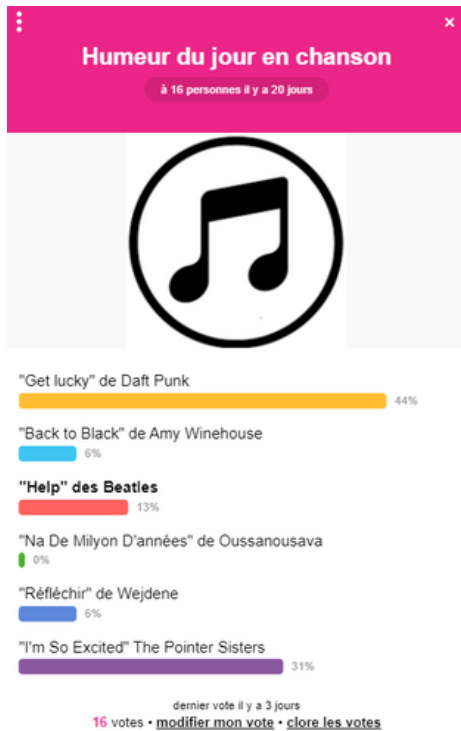 Humeur du jour en chanson
à 16 personnes il y a 20 jours
"Get lucky" de Daft Punk
44%
"Back to Black" de Amy Winehouse
6%
"Help" des Beatles
13%
"Na De Milyon D'années" de Oussanousava
0%
"Réfléchir" de Wejdene
6%
"I'm So Excited" The Pointer Sisters
31%
dernier vote il y a 3 jours
16 votes • modifier mon vote • clore les votes